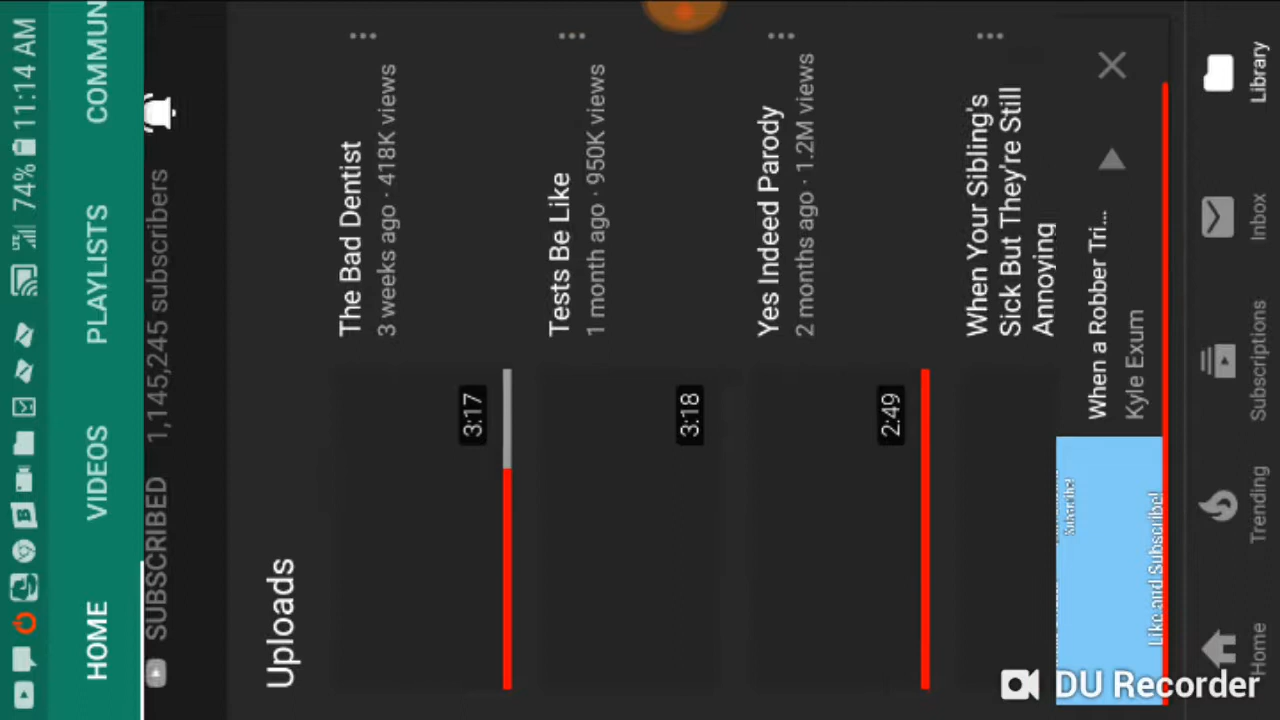 74% 11:14 AM
LTE
HOME VIDEOS PLAYLISTS COMMUN
SUBSCRIBED 1,145,245 subscribers
Uploads
The Bad Dentist
3 weeks ago · 418K views
3:17
Tests Be Like
1 month ago · 950K views
3:18
Yes Indeed Parody
2 months ago · 1.2M views
2:49
When Your Sibling's
Sick But They're Still
Annoying
When a Robber Tri...
Kyle Exum
Subscribe!
Like and Subscribe!
Home Trending Subscriptions Inbox Library
DU Recorder